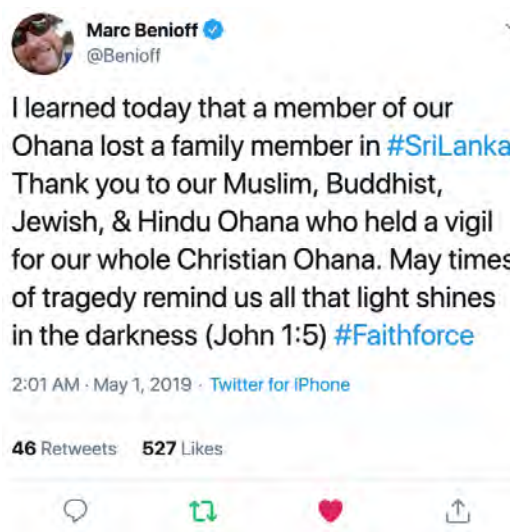 Marc Benioff
@Benioff
I learned today that a member of our
Ohana lost a family member in #SriLanka
Thank you to our Muslim, Buddhist,
Jewish, & Hindu Ohana who held a vigil
for our whole Christian Ohana. May times
of tragedy remind us all that light shines
in the darkness (John 1:5) #Faithforce
2:01 AM · May 1, 2019 · Twitter for iPhone
46 Retweets 527 Likes